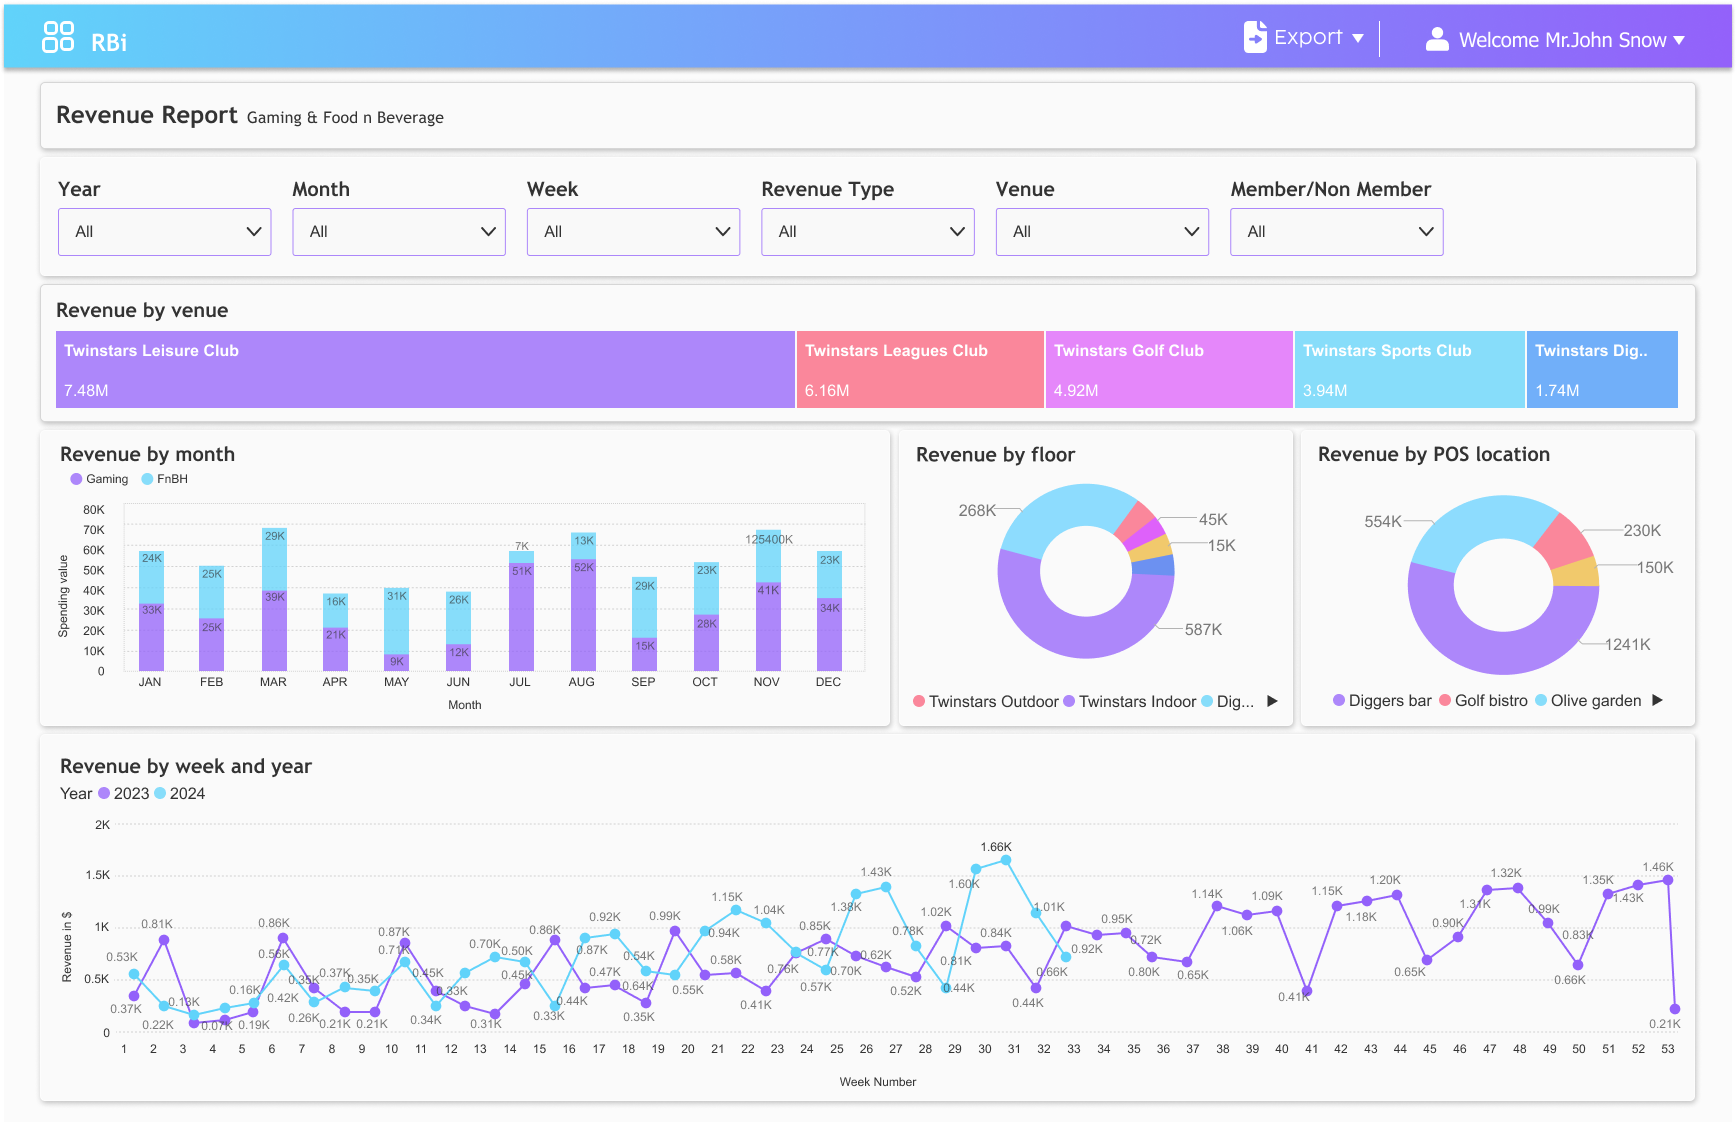 RBi
Export
Welcome Mr.John Snow
Revenue Report Gaming & Food n Beverage
Year Month Week Revenue Type Venue Member/Non Member
All All All All All All
Revenue by venue
Twinstars Leisure Club Twinstars Leagues Club Twinstars Golf Club Twinstars Sports Club Twinstars Dig..
7.48M 6.16M 4.92M 3.94M 1.74M
Revenue by month
Gaming FnBH
Spending value
80K
70K
60K
50K
40K
30K
20K
10K
0
24K 25K 29K 16K 31K 26K 7K 13K 29K 23K 125400K 23K
33K 25K 39K 21K 9K 12K 51K 52K 15K 28K 41K 34K
JAN FEB MAR APR MAY JUN JUL AUG SEP OCT NOV DEC
Month
Revenue by floor
268K
45K
15K
587K
Twinstars Outdoor Twinstars Indoor Dig...
Revenue by POS location
554K
230K
150K
1241K
Diggers bar Golf bistro Olive garden
Revenue by week and year
Year 2023 2024
Revenue in $
2K
1.5K
1K
0.5K
0
0.53K 0.37K 0.81K 0.22K 0.13K 0.07K 0.16K 0.19K 0.86K 0.56K 0.42K 0.35K 0.26K 0.37K 0.21K 0.35K 0.21K 0.87K 0.71K 0.45K 0.34K 0.33K 0.70K 0.31K 0.50K 0.45K 0.86K 0.33K 0.44K 0.87K 0.92K 0.47K 0.54K 0.64K 0.35K 0.99K 0.55K 0.94K 1.15K 0.58K 1.04K 0.41K 0.76K 0.85K 0.77K 0.57K 0.70K 1.38K 1.43K 0.62K 0.78K 0.52K 1.02K 0.81K 0.44K 1.60K 1.66K 0.84K 1.01K 0.44K 0.66K 0.92K 0.95K 0.72K 0.80K 0.65K 1.14K 1.06K 1.09K 0.41K 1.15K 1.18K 1.20K 0.65K 0.90K 1.31K 1.32K 0.99K 0.83K 0.66K 1.35K 1.43K 1.46K 0.21K
1 2 3 4 5 6 7 8 9 10 11 12 13 14 15 16 17 18 19 20 21 22 23 24 25 26 27 28 29 30 31 32 33 34 35 36 37 38 39 40 41 42 43 44 45 46 47 48 49 50 51 52 53
Week Number